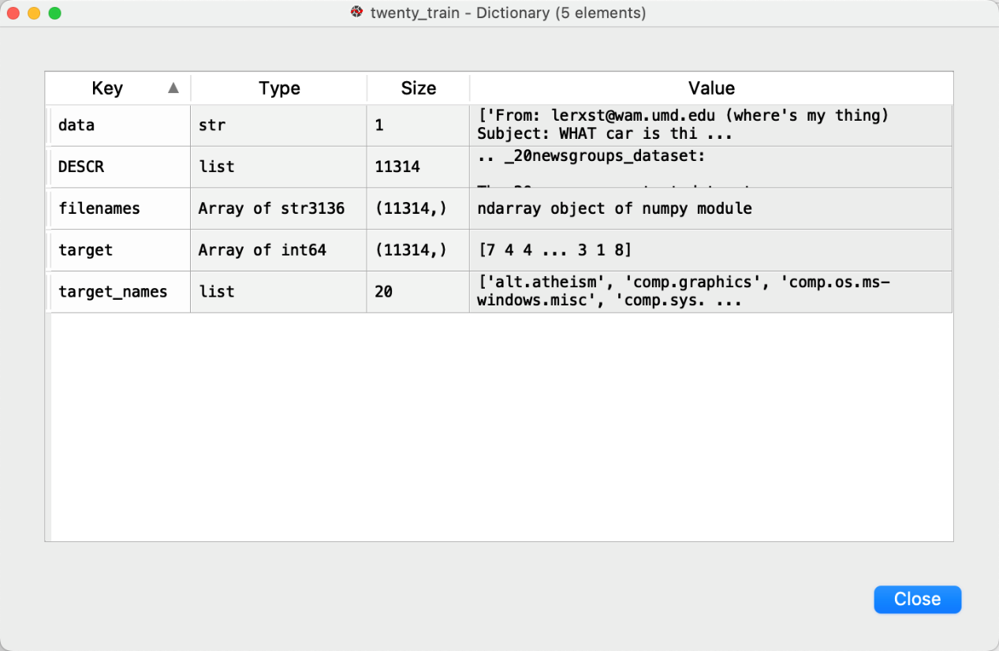 twenty_train - Dictionary (5 elements)
Key Type Size Value
data str 1 ['From: lerxst@wam.umd.edu (where's my thing)
Subject: WHAT car is thi ...
DESCR list 11314 .. _20newsgroups_dataset:
filenames Array of str3136 (11314,) ndarray object of numpy module
target Array of int64 (11314,) [7 4 4 ... 3 1 8]
target_names list 20 ['alt.atheism', 'comp.graphics', 'comp.os.ms-
windows.misc', 'comp.sys. ...
Close